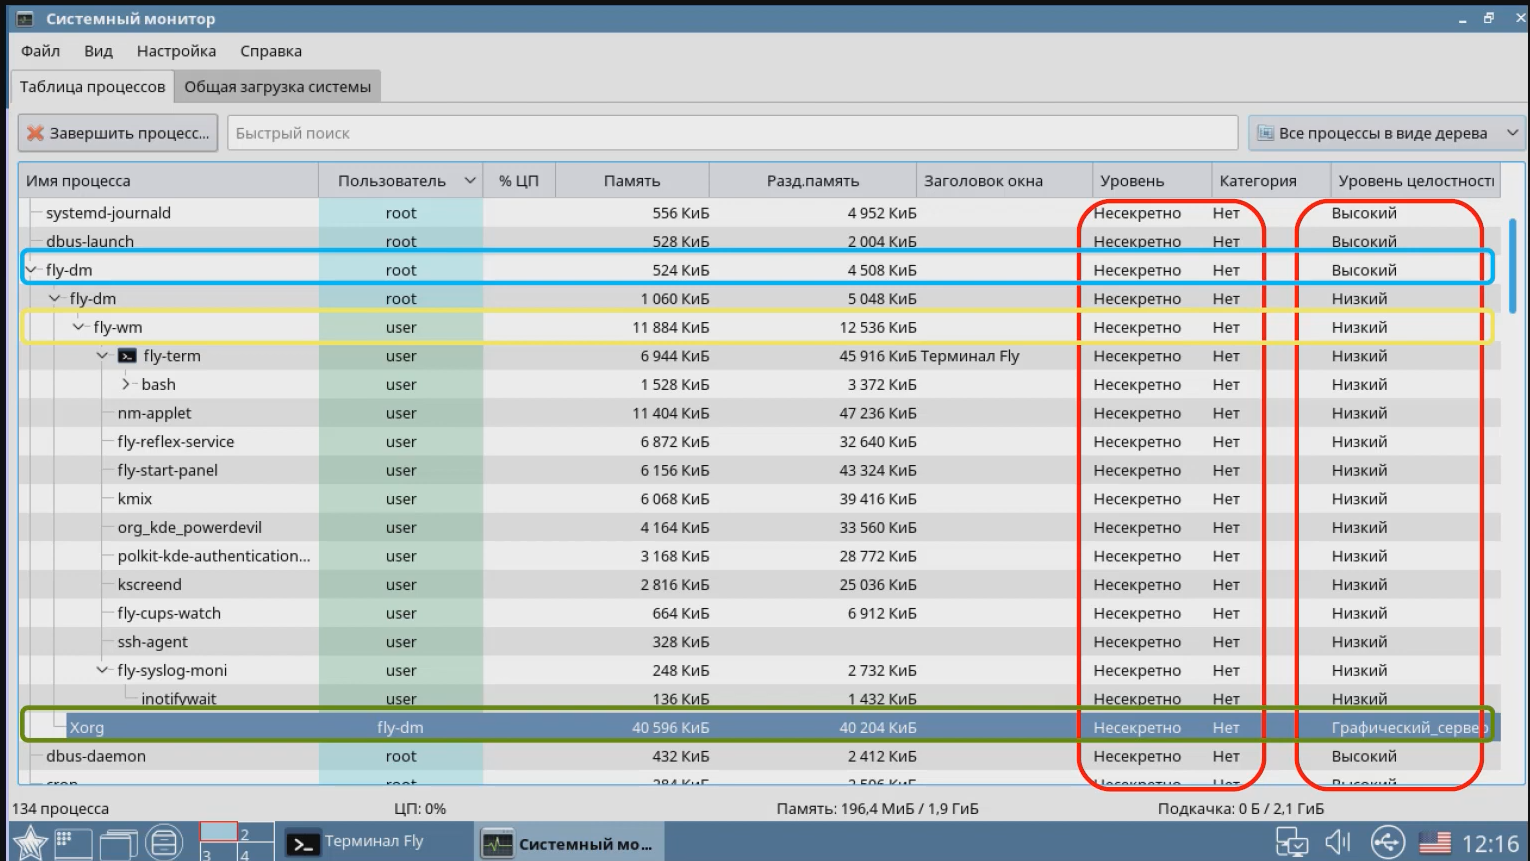 Системный монитор
Файл Вид Настройка Справка
Таблица процессов Общая загрузка системы
Завершить процесс... Быстрый поиск Все процессы в виде дерева
Имя процесса Пользователь % ЦП Память Разд.память Заголовок окна Уровень Категория Уровень целостности
systemd-journald root 556 КиБ 4 952 КиБ Несекретно Нет Высокий
dbus-launch root 528 КиБ 2 004 КиБ Несекретно Нет Высокий
fly-dm root 524 КиБ 4 508 КиБ Несекретно Нет Высокий
fly-dm root 1 060 КиБ 5 048 КиБ Несекретно Нет Низкий
fly-wm user 11 884 КиБ 12 536 КиБ Несекретно Нет Низкий
fly-term user 6 944 КиБ 45 916 КиБ Терминал Fly Несекретно Нет Низкий
bash user 1 528 КиБ 3 372 КиБ Несекретно Нет Низкий
nm-applet user 11 404 КиБ 47 236 КиБ Несекретно Нет Низкий
fly-reflex-service user 6 872 КиБ 32 640 КиБ Несекретно Нет Низкий
fly-start-panel user 6 156 КиБ 43 324 КиБ Несекретно Нет Низкий
kmix user 6 068 КиБ 39 416 КиБ Несекретно Нет Низкий
org_kde_powerdevil user 4 164 КиБ 33 560 КиБ Несекретно Нет Низкий
polkit-kde-authentication... user 3 168 КиБ 28 772 КиБ Несекретно Нет Низкий
kscreend user 2 816 КиБ 25 036 КиБ Несекретно Нет Низкий
fly-cups-watch user 664 КиБ 6 912 КиБ Несекретно Нет Низкий
ssh-agent user 328 КиБ Несекретно Нет Низкий
fly-syslog-moni user 248 КиБ 2 732 КиБ Несекретно Нет Низкий
inotifywait user 136 КиБ 1 432 КиБ Несекретно Нет Низкий
Xorg fly-dm 40 596 КиБ 40 204 КиБ Несекретно Нет Графический_сервер
dbus-daemon root 432 КиБ 2 412 КиБ Несекретно Нет Высокий
cron root 284 КиБ 2 596 КиБ Несекретно Нет Высокий
134 процесса ЦП: 0% Память: 196,4 МиБ / 1,9 ГиБ Подкачка: 0 Б / 2,1 ГиБ
2
3 4 Терминал Fly Системный мо... 12:16